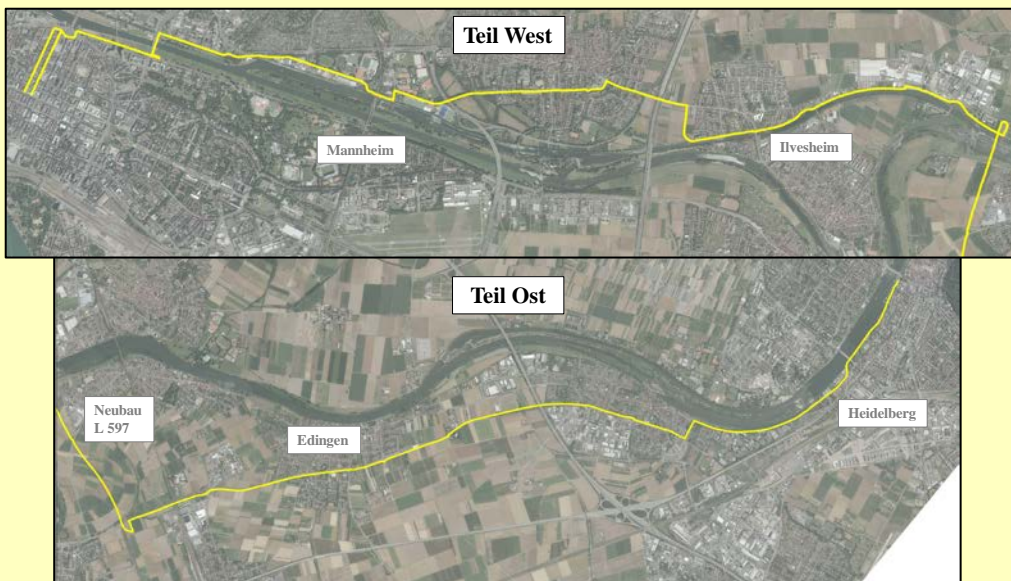 Teil West
Mannheim
Ilvesheim
Teil Ost
Neubau
L 597
Edingen
Heidelberg